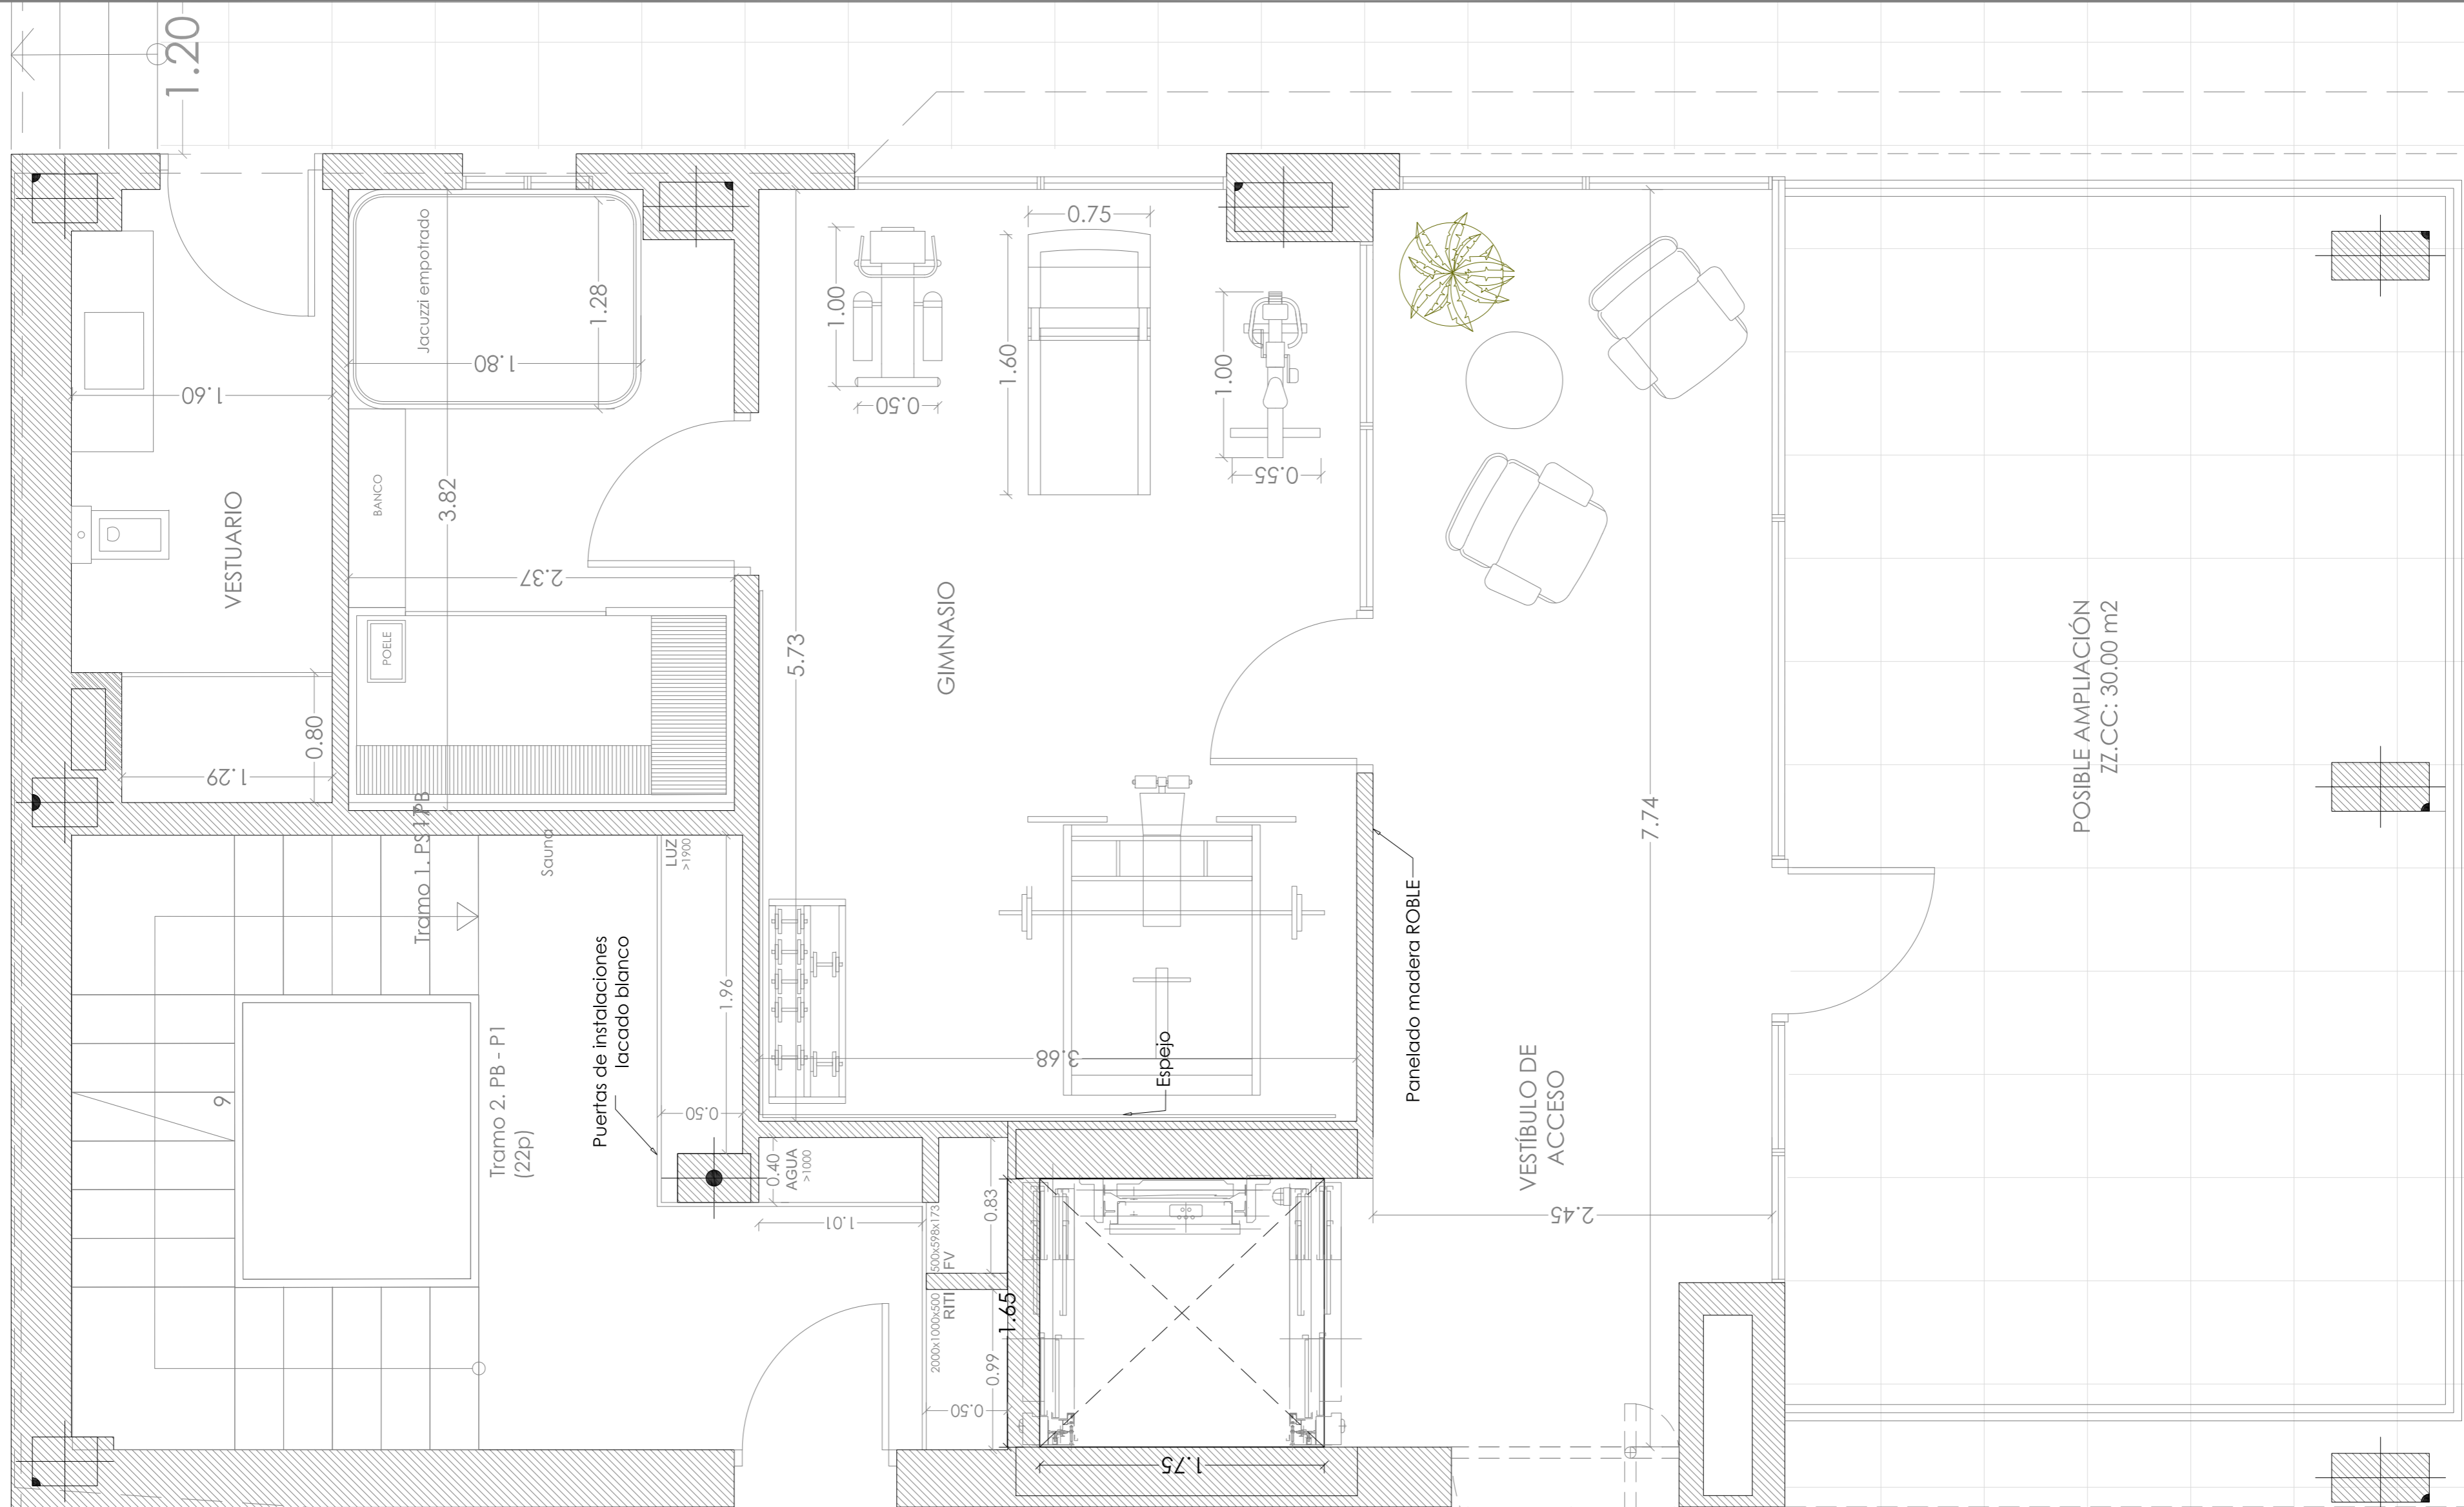 1.20
Jacuzzi empotrado
1.28
1.80
1.60
BANCO
3.82
VESTUARIO
2.37
POELE
0.80
1.29
1.00
0.50
0.75
1.60
1.00
0.55
5.73
GIMNASIO
7.74
POSIBLE AMPLIACIÓN
ZZ.CC: 30.00 m2
Tramo 1. PS1
PB
Sauna
LUZ
>1900
Puertas de instalaciones
lacado blanco
1.96
9
Tramo 2. PB - P1
(22p)
0.50
0.40
AGUA
>1000
1.01
3.68
Espejo
Panelado madera ROBLE
VESTÍBULO DE
ACCESO
2.45
0.83
500x598x173
FV
2000x1000x500
RITI
0.99
1.65
0.50
1.75